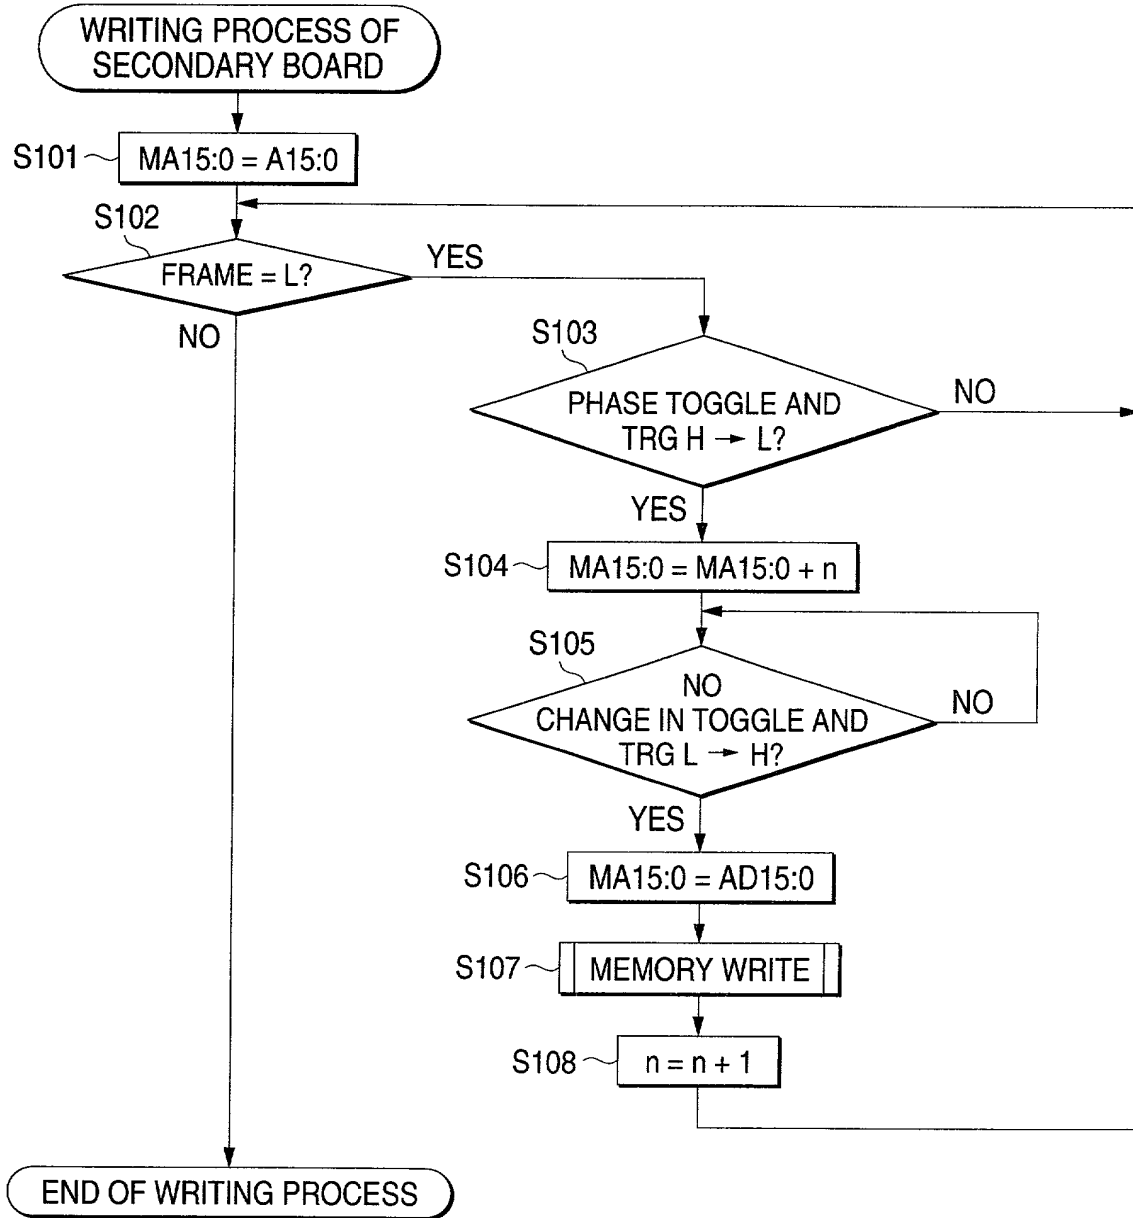 WRITING PROCESS OF
SECONDARY BOARD
S101
MA15:0 = A15:0
S102
FRAME = L?
YES
NO
S103
PHASE TOGGLE AND
TRG H → L?
NO
YES
S104
MA15:0 = MA15:0 + n
S105
NO
CHANGE IN TOGGLE AND
TRG L → H?
NO
YES
S106
MA15:0 = AD15:0
S107
MEMORY WRITE
S108
n = n + 1
END OF WRITING PROCESS